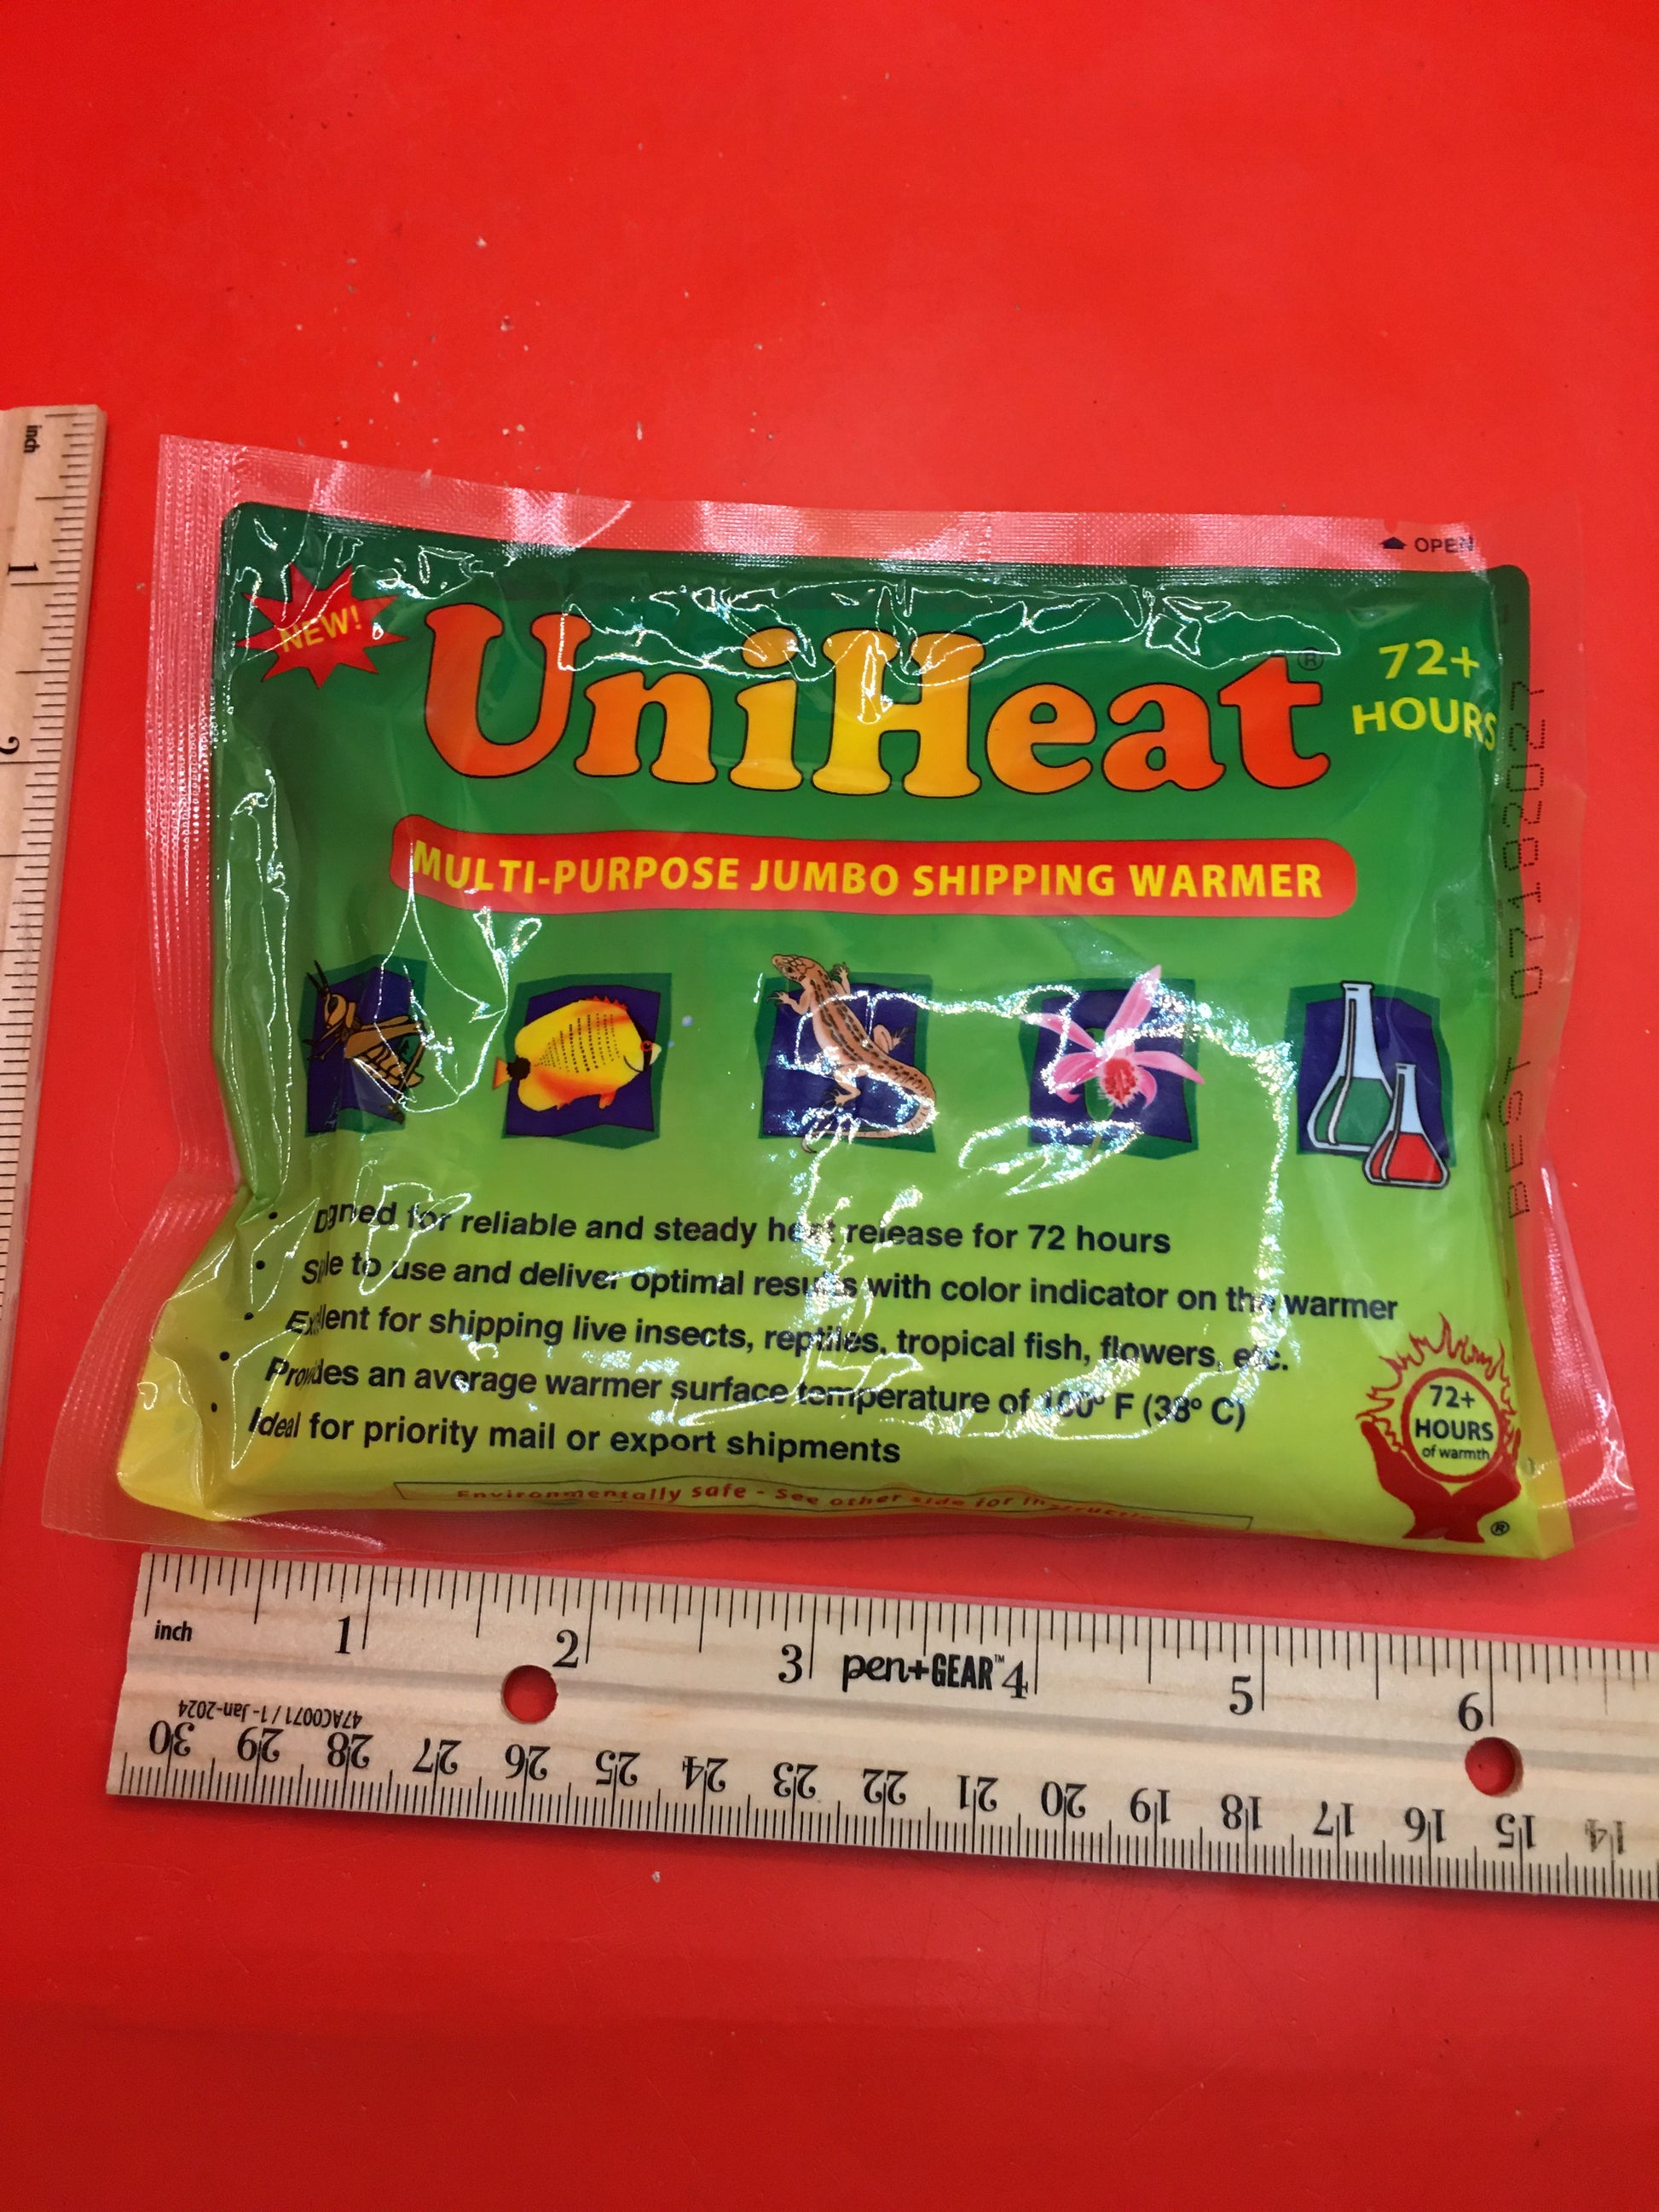 OPEN
NEW!
UniHeat®
72+
HOURS
MULTI-PURPOSE JUMBO SHIPPING WARMER
BEST 07182027
• for reliable and steady heat release for 72 hours
• to use and deliver optimal results with color indicator on the warmer
• for shipping live insects, reptiles, tropical fish, flowers, etc.
• Provides an average warmer surface temperature of 100° F (38° C)
• Ideal for priority mail or export shipments
Environmentally safe - See other side for
72+
HOURS
of warmth
®
inch
1
2
inch
1 2 3 pen+GEAR™ 4 5 6
47AC0071 / 1-Jan-2024
30 29 28 27 26 25 24 23 22 21 20 19 18 17 16 15 14